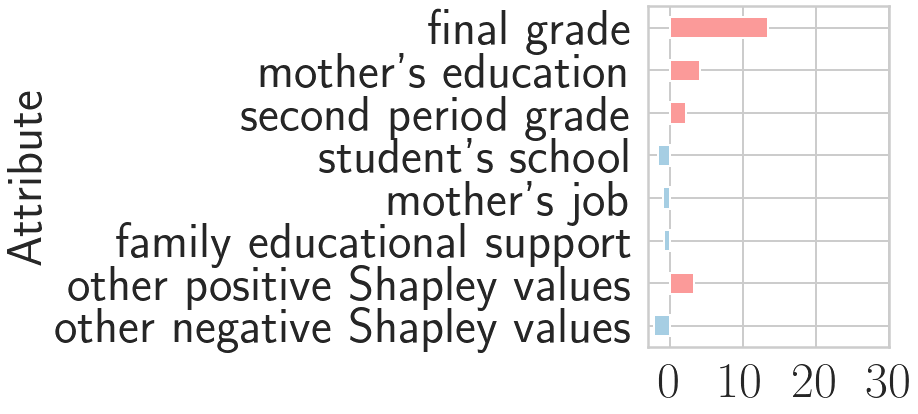 Attribute
final grade
mother's education
second period grade
student's school
mother's job
family educational support
other positive Shapley values
other negative Shapley values
0 10 20 30